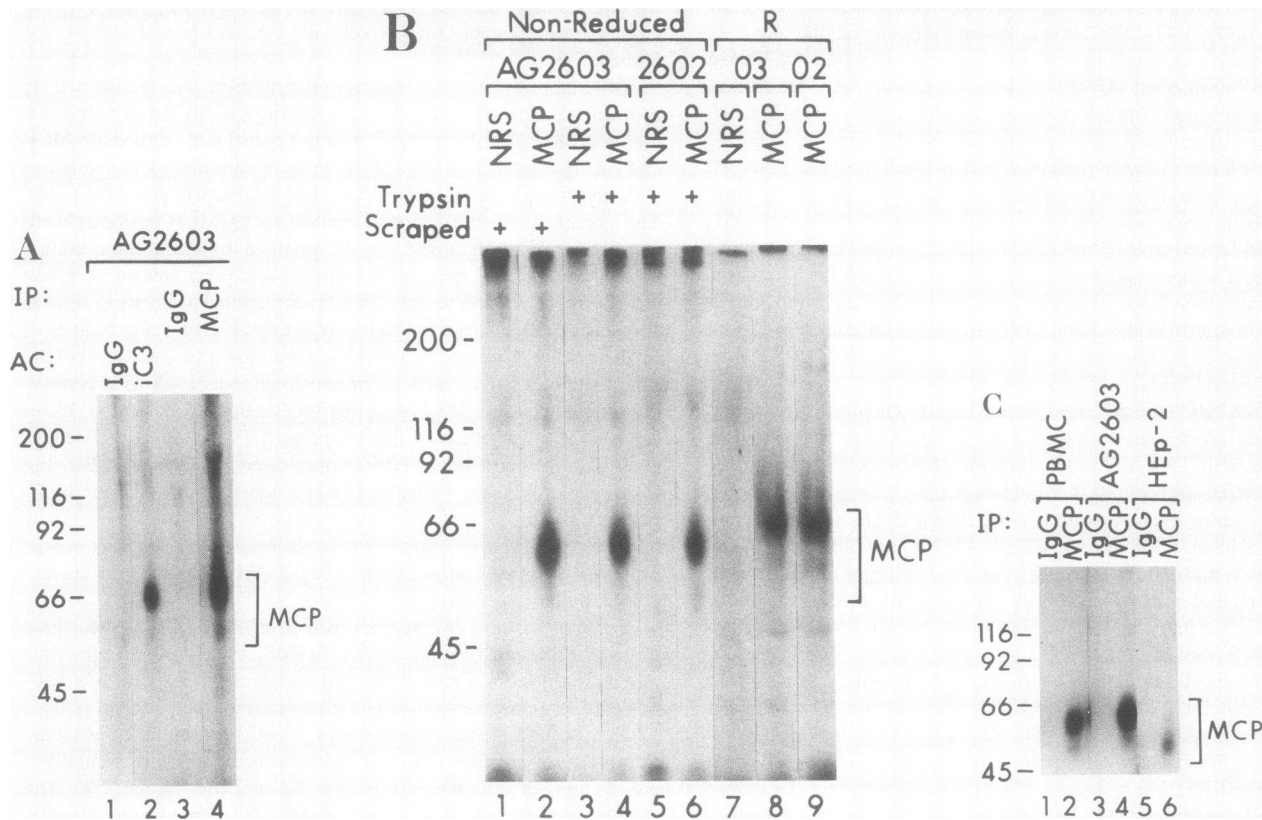 B
Non-Reduced R
AG2603 2602 03 02
NRS MCP NRS MCP NRS MCP NRS MCP MCP
Trypsin + + + +
Scraped + +
200-
116-
92-
66-
45-
MCP
1 2 3 4 5 6 7 8 9
A
AG2603
IP: IgG MCP
AC: IgG iC3
200-
116-
92-
66-
45-
MCP
1 2 3 4
C
PBMC AG2603 HEp-2
IP: IgG MCP IgG MCP IgG MCP
116-
92-
66-
45-
MCP
1 2 3 4 5 6